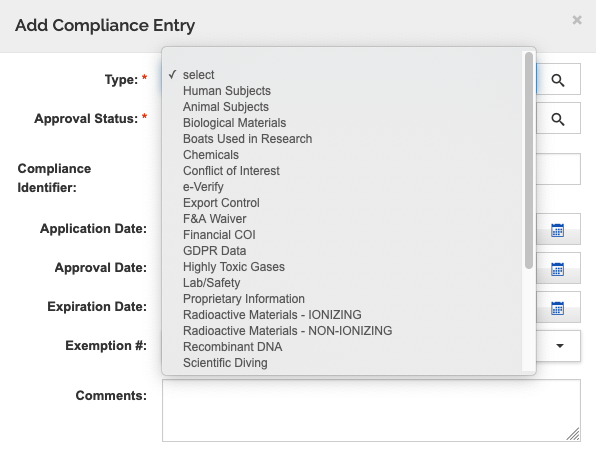 Add Compliance Entry
×
Type: *
✓ select
Human Subjects
Animal Subjects
Biological Materials
Boats Used in Research
Chemicals
Conflict of Interest
e-Verify
Export Control
F&A Waiver
Financial COI
GDPR Data
Highly Toxic Gases
Lab/Safety
Proprietary Information
Radioactive Materials - IONIZING
Radioactive Materials - NON-IONIZING
Recombinant DNA
Scientific Diving
Approval Status: *
Compliance
Identifier:
Application Date:
Approval Date:
Expiration Date:
Exemption #:
Comments: